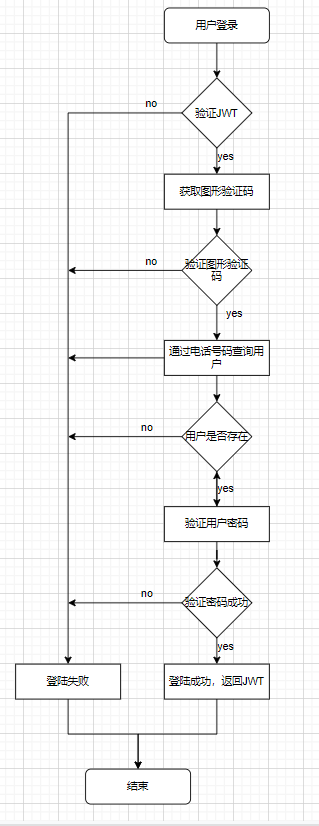 用户登录
no
验证JWT
yes
获取图形验证码
no
验证图形验证
码
yes
通过电话号码查询用
户
no
用户是否存在
yes
验证用户密码
no
验证密码成功
yes
登陆失败
登陆成功，返回JWT
结束